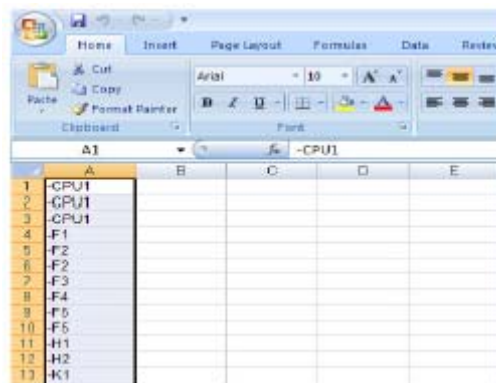 Home Insert Page Layout Formulas Data Review
Cut
Copy
Format Painter
Paste
Arial 10 A A
B I U A
Clipboard Font
A1 fx -CPU1
A B C D E
1 -CPU1
2 -CPU1
3 -CPU1
4 -F1
5 -F2
6 -F2
7 -F3
8 -F4
9 -F5
10 -F5
11 -H1
12 -H2
13 -K1